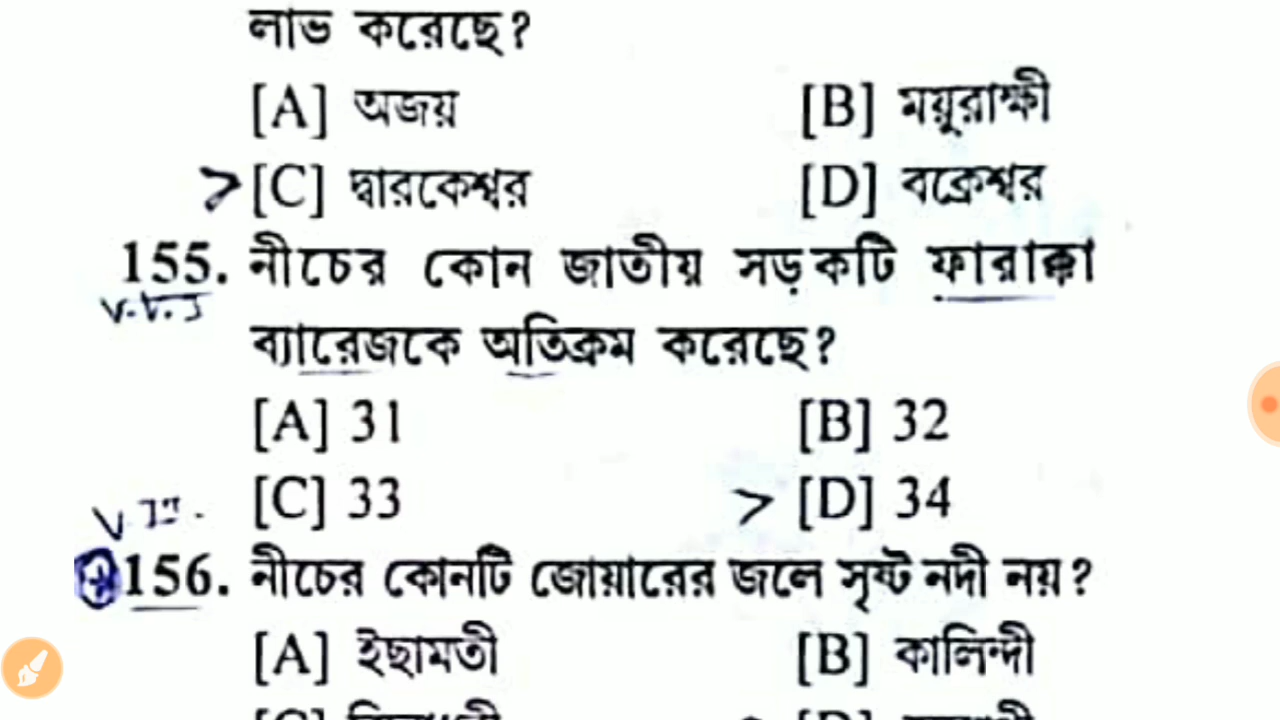 লাভ করেছে?
[A] অজয় [B] ময়ূরাক্ষী
>[C] দ্বারকেশ্বর [D] বক্রেশ্বর
155. নীচের কোন জাতীয় সড়কটি ফারাক্কা
ব্যারেজকে অতিক্রম করেছে?
[A] 31 [B] 32
[C] 33 > [D] 34
156. নীচের কোনটি জোয়ারের জলে সৃষ্ট নদী নয়?
[A] ইছামতী [B] কালিন্দী